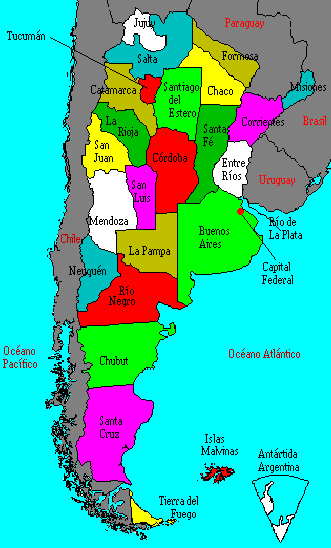 Jujuy
Paraguay
Tucumán
Salta
Formosa
Catamarca
Santiago
del
Estero
Chaco
Misiones
La
Rioja
Santa
Fé
Corrientes
Brasil
San
Juan
Córdoba
Entre
Ríos
San
Luis
Uruguay
Mendoza
Río de
La Plata
Chile
La Pampa
Buenos
Aires
Capital
Federal
Neuquén
Río
Negro
Océano
Pacífico
Chubut
Océano Atlántico
Santa
Cruz
Islas
Malvinas
Antártida
Argentina
Tierra del
Fuego